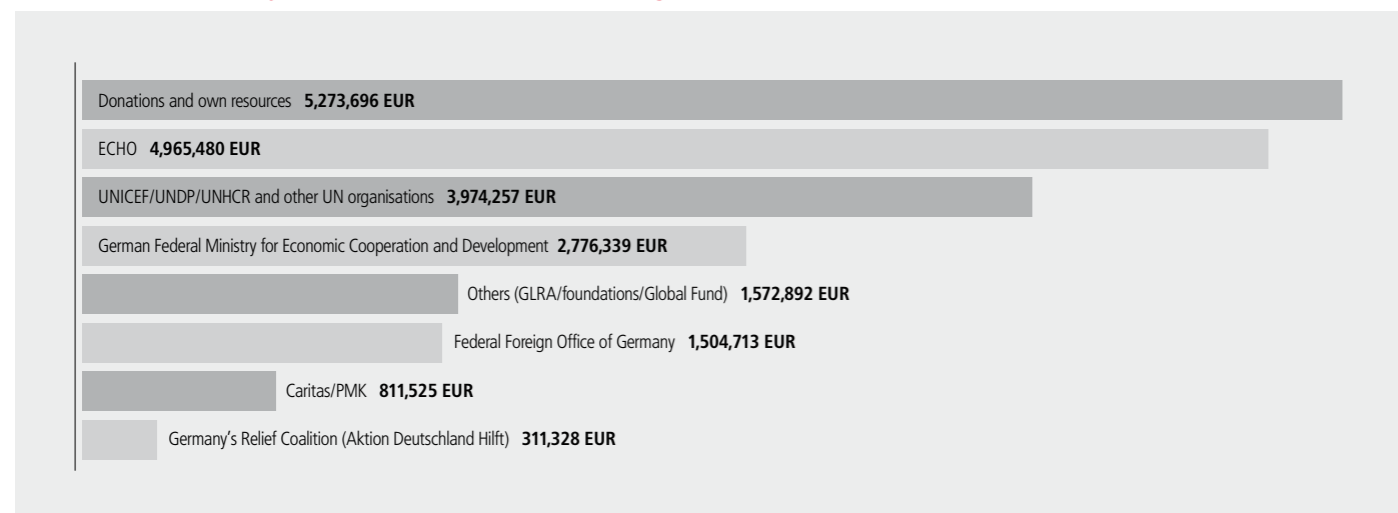 Donations and own resources 5,273,696 EUR
ECHO 4,965,480 EUR
UNICEF/UNDP/UNHCR and other UN organisations 3,974,257 EUR
German Federal Ministry for Economic Cooperation and Development 2,776,339 EUR
Others (GLRA/foundations/Global Fund) 1,572,892 EUR
Federal Foreign Office of Germany 1,504,713 EUR
Caritas/PMK 811,525 EUR
Germany's Relief Coalition (Aktion Deutschland Hilft) 311,328 EUR